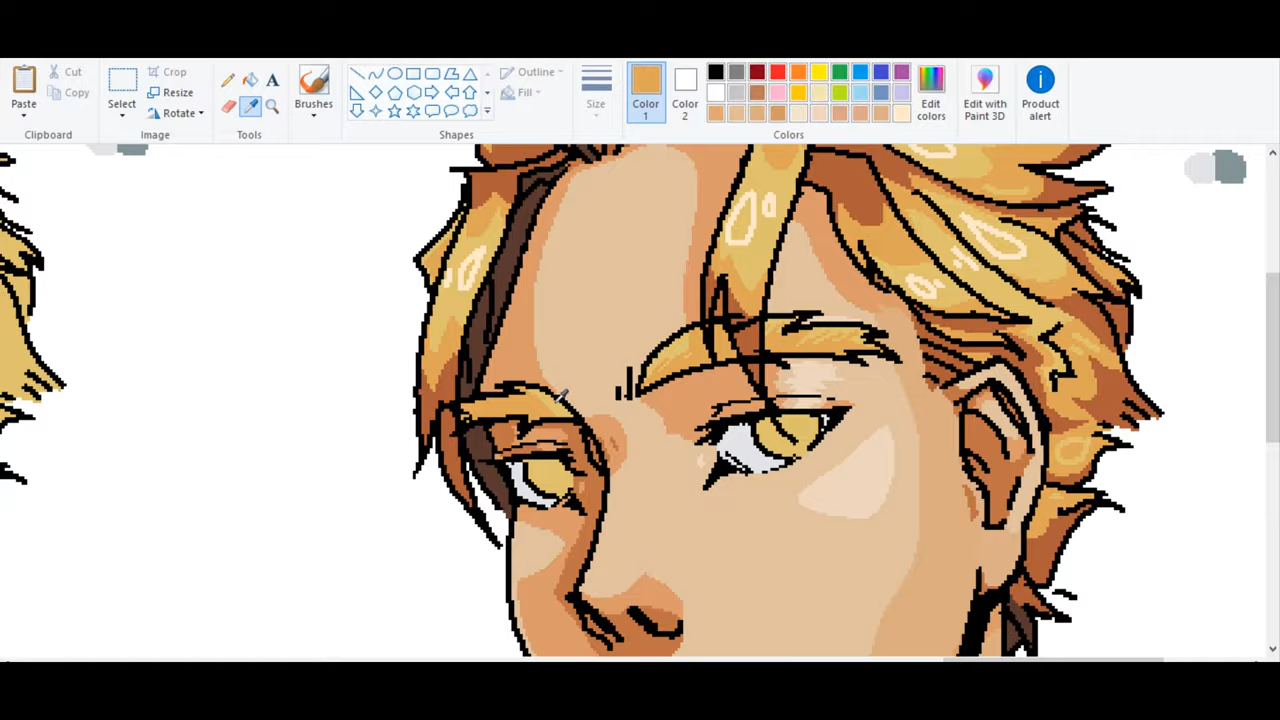 Paste
Cut
Copy
Clipboard
Select
Crop
Resize
Rotate
Image
A
Tools
Brushes
Outline
Fill
Shapes
Size
Color 1
Color 2
Edit colors
Colors
Edit with Paint 3D
Product alert